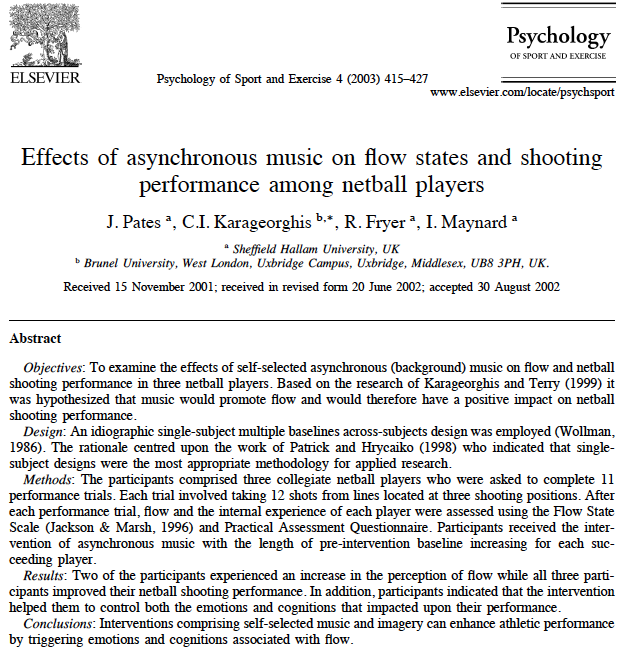 ELSEVIER
Psychology of Sport and Exercise 4 (2003) 415–427
Psychology
OF SPORT AND EXERCISE
www.elsevier.com/locate/psychsport
Effects of asynchronous music on flow states and shooting
performance among netball players
J. Pates a, C.I. Karageorghis b,*, R. Fryer a, I. Maynard a
a Sheffield Hallam University, UK
b Brunel University, West London, Uxbridge Campus, Uxbridge, Middlesex, UB8 3PH, UK.
Received 15 November 2001; received in revised form 20 June 2002; accepted 30 August 2002
Abstract
Objectives: To examine the effects of self-selected asynchronous (background) music on flow and netball
shooting performance in three netball players. Based on the research of Karageorghis and Terry (1999) it
was hypothesized that music would promote flow and would therefore have a positive impact on netball
shooting performance.
Design: An idiographic single-subject multiple baselines across-subjects design was employed (Wollman,
1986). The rationale centred upon the work of Patrick and Hrycaiko (1998) who indicated that single-
subject designs were the most appropriate methodology for applied research.
Methods: The participants comprised three collegiate netball players who were asked to complete 11
performance trials. Each trial involved taking 12 shots from lines located at three shooting positions. After
each performance trial, flow and the internal experience of each player were assessed using the Flow State
Scale (Jackson & Marsh, 1996) and Practical Assessment Questionnaire. Participants received the inter-
vention of asynchronous music with the length of pre-intervention baseline increasing for each suc-
ceeding player.
Results: Two of the participants experienced an increase in the perception of flow while all three parti-
cipants improved their netball shooting performance. In addition, participants indicated that the intervention
helped them to control both the emotions and cognitions that impacted upon their performance.
Conclusions: Interventions comprising self-selected music and imagery can enhance athletic performance
by triggering emotions and cognitions associated with flow.